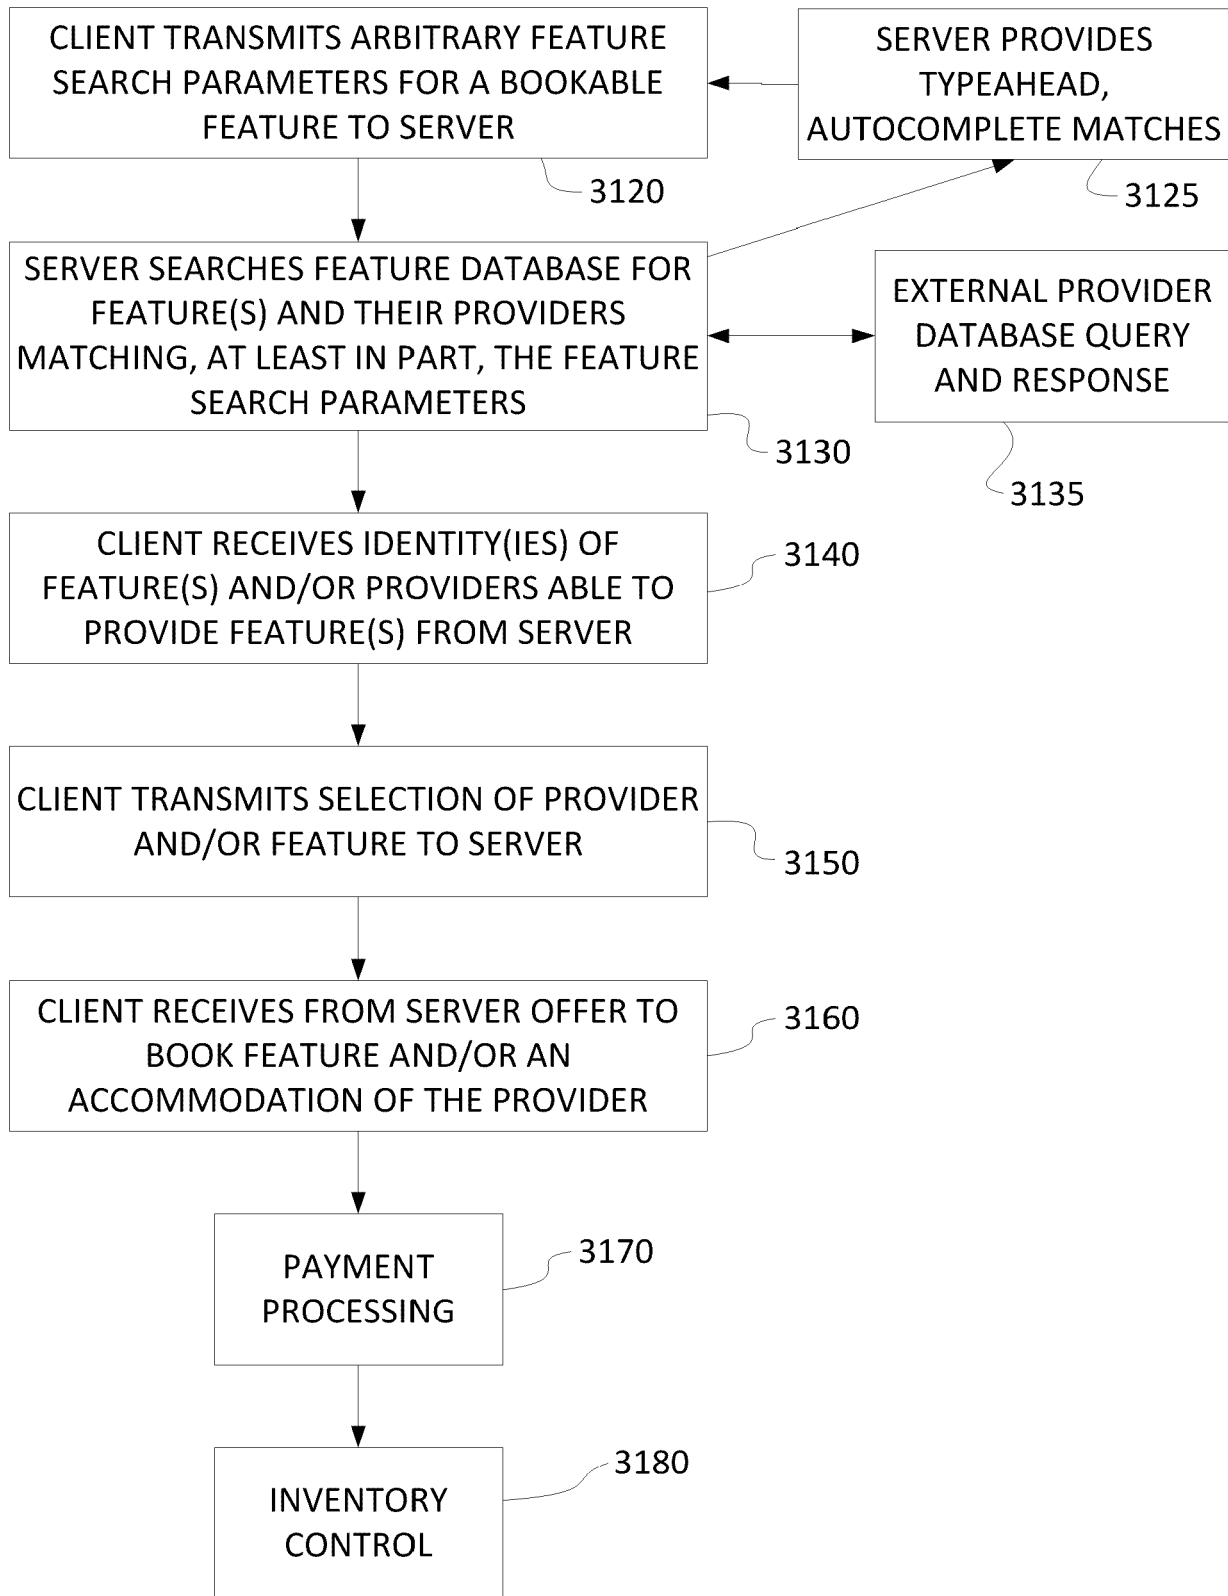 CLIENT TRANSMITS ARBITRARY FEATURE
SEARCH PARAMETERS FOR A BOOKABLE
FEATURE TO SERVER
3120
SERVER PROVIDES
TYPEAHEAD,
AUTOCOMPLETE MATCHES
3125
SERVER SEARCHES FEATURE DATABASE FOR
FEATURE(S) AND THEIR PROVIDERS
MATCHING, AT LEAST IN PART, THE FEATURE
SEARCH PARAMETERS
3130
EXTERNAL PROVIDER
DATABASE QUERY
AND RESPONSE
3135
CLIENT RECEIVES IDENTITY(IES) OF
FEATURE(S) AND/OR PROVIDERS ABLE TO
PROVIDE FEATURE(S) FROM SERVER
3140
CLIENT TRANSMITS SELECTION OF PROVIDER
AND/OR FEATURE TO SERVER
3150
CLIENT RECEIVES FROM SERVER OFFER TO
BOOK FEATURE AND/OR AN
ACCOMMODATION OF THE PROVIDER
3160
PAYMENT
PROCESSING
3170
INVENTORY
CONTROL
3180